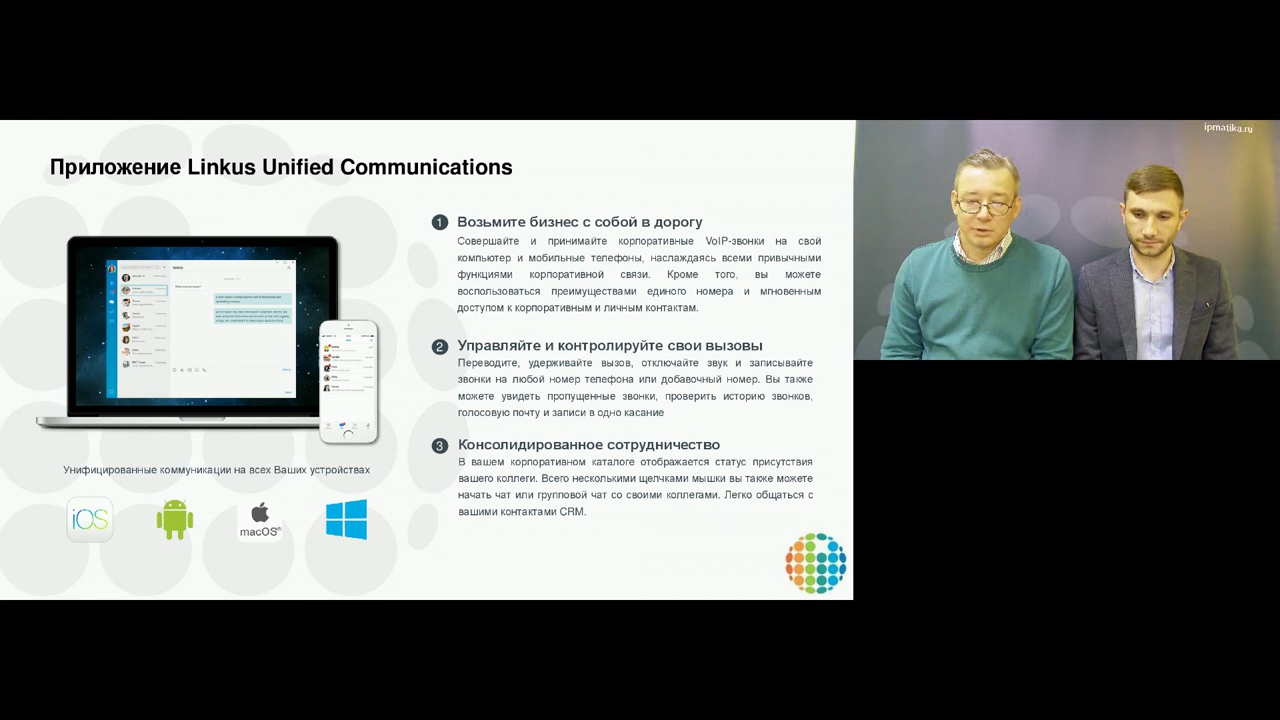 ipmatika.ru
Приложение Linkus Unified Communications
1 Возьмите бизнес с собой в дорогу
Совершайте и принимайте корпоративные VoIP-звонки на свой
компьютер и мобильные телефоны, наслаждаясь всеми привычными
функциями корпоративной связи. Кроме того, вы можете
воспользоваться преимуществами единого номера и мгновенным
доступом к корпоративным и личным контактам.
2 Управляйте и контролируйте свои вызовы
Переводите, удерживайте вызов, отключайте звук и записывайте
звонки на любой номер телефона или добавочный номер. Вы также
можете увидеть пропущенные звонки, проверить историю звонков,
голосовую почту и записи в одно касание
3 Консолидированное сотрудничество
В вашем корпоративном каталоге отображается статус присутствия
вашего коллеги. Всего несколькими щелчками мышки вы также можете
начать чат или групповой чат со своими коллегами. Легко общаться с
вашими контактами CRM.
Унифицированные коммуникации на всех Ваших устройствах
iOS
macOS®